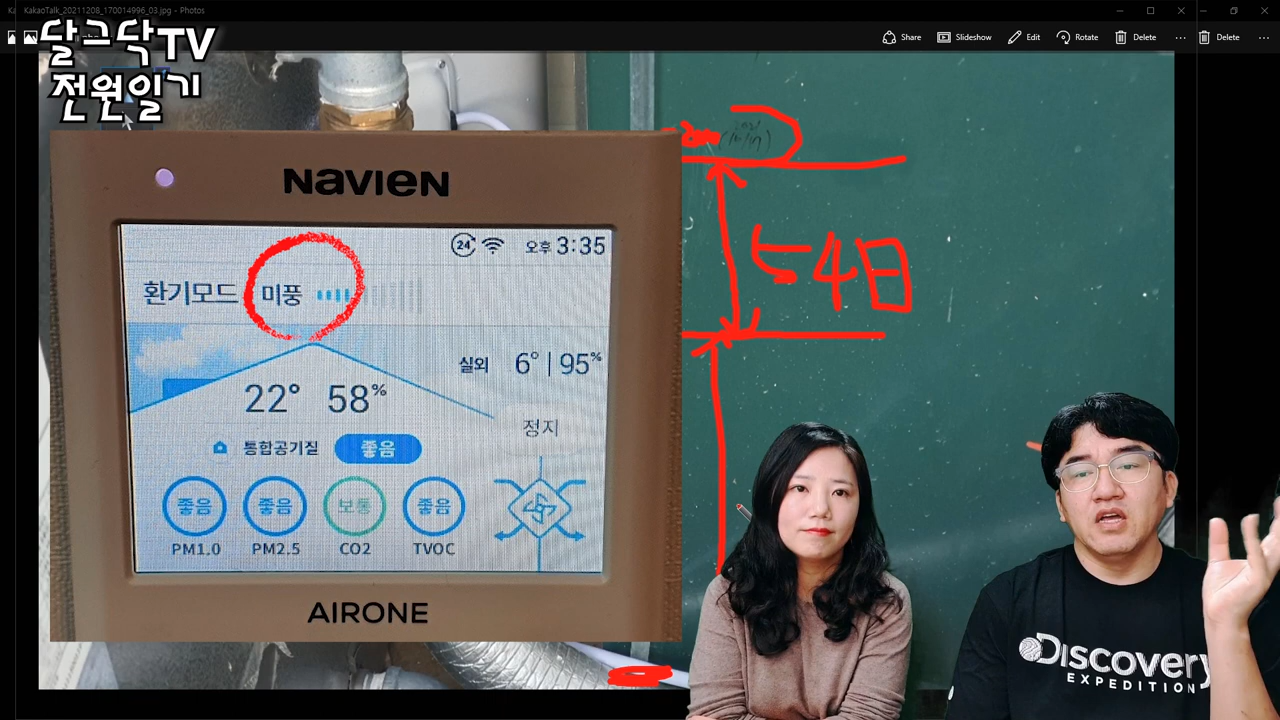 KakaoTalk_20211208_170014996_03.jpg - Photos
Share Slideshow Edit Rotate Delete ··· Delete ···
달그닥TV
전원일기
NAVIEN
24 오후 3:35
환기모드 미풍
실외 6° | 95%
22° 58%
정지
통합공기질 좋음
좋음 좋음 보통 좋음
PM1.0 PM2.5 CO2 TVOC
AIRONE
54日
Discovery
EXPEDITION